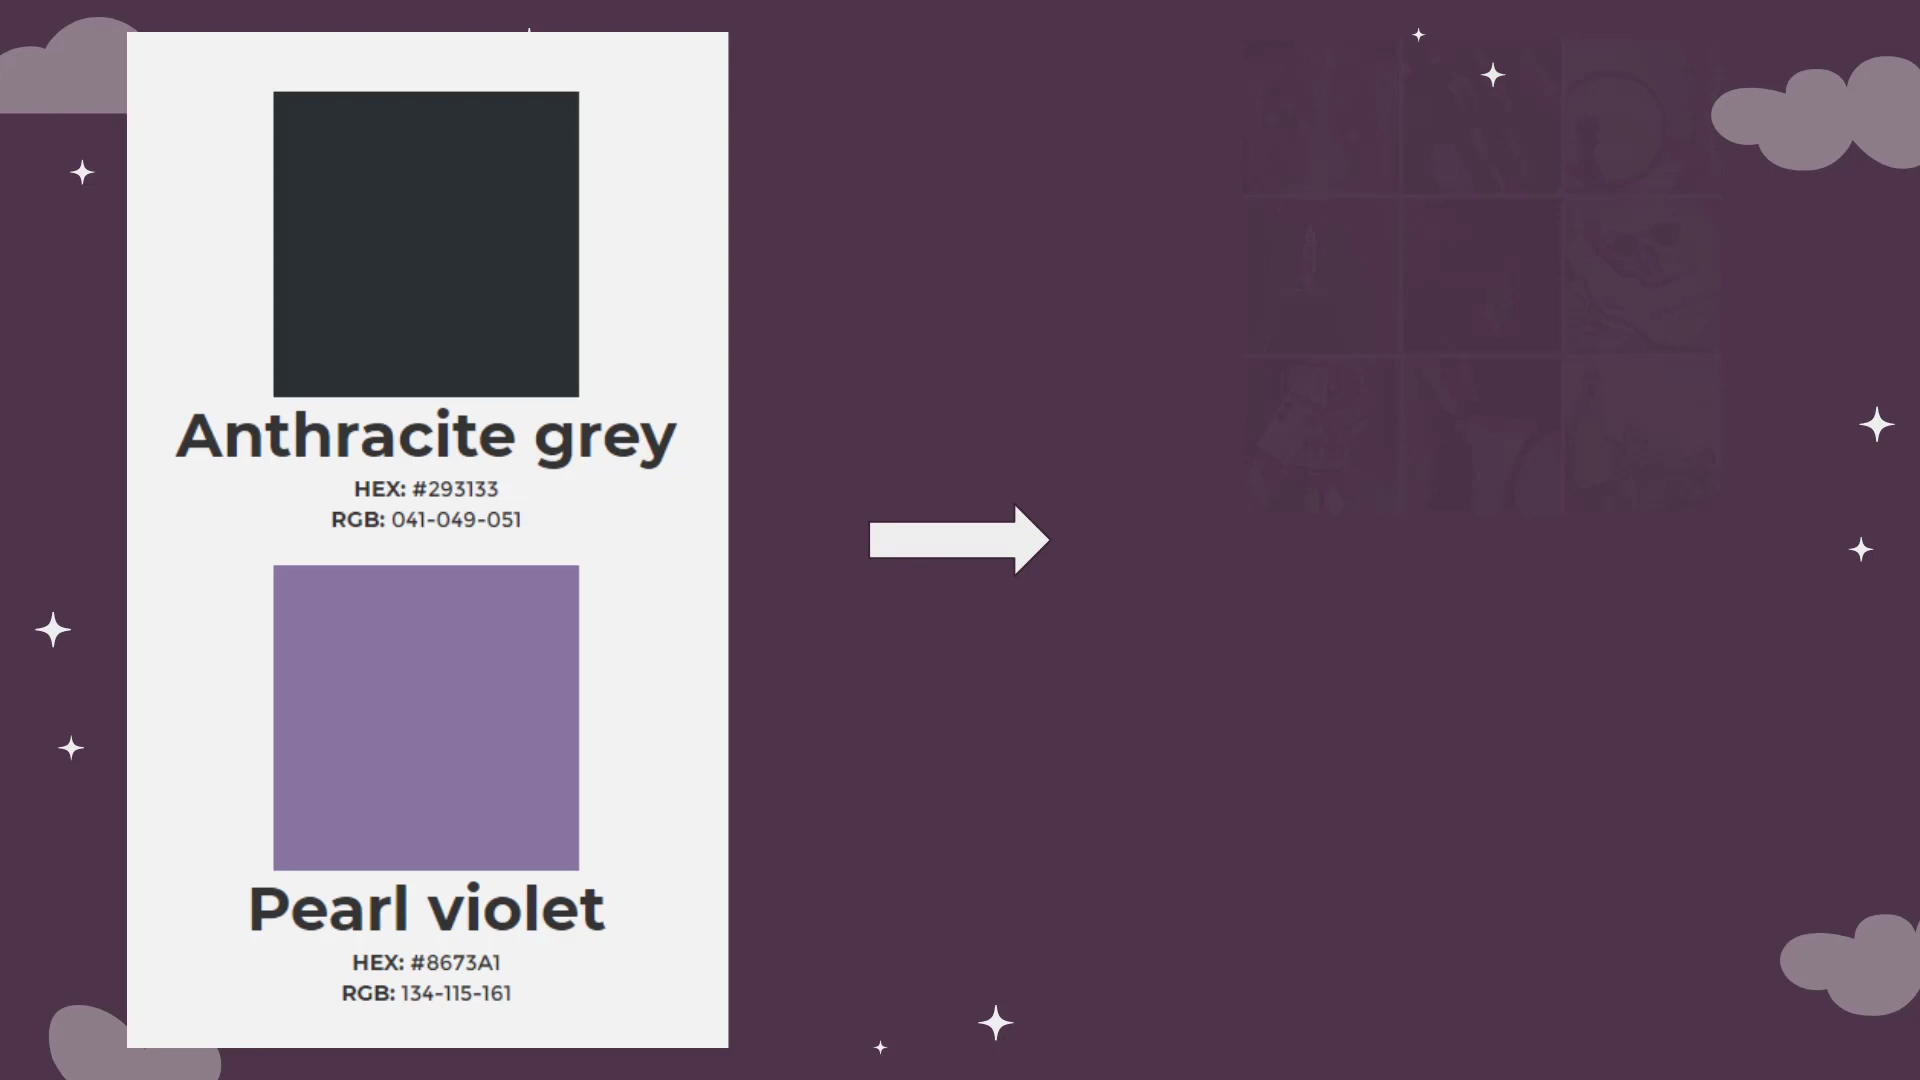 Anthracite grey
HEX: #293133
RGB: 041-049-051
Pearl violet
HEX: #8673A1
RGB: 134-115-161